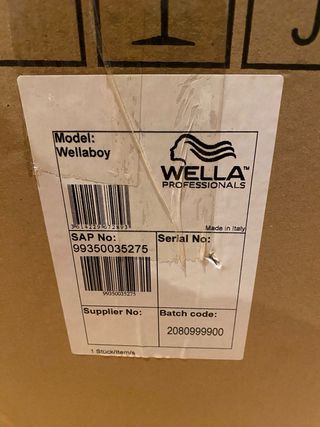 Model:
Wellaboy
WELLA™
PROFESSIONALS
Made in Italy
SAP No:
99350035275
99350035275
Serial No:
Supplier No:
Batch code:
2080999900
1 Stück/item/s